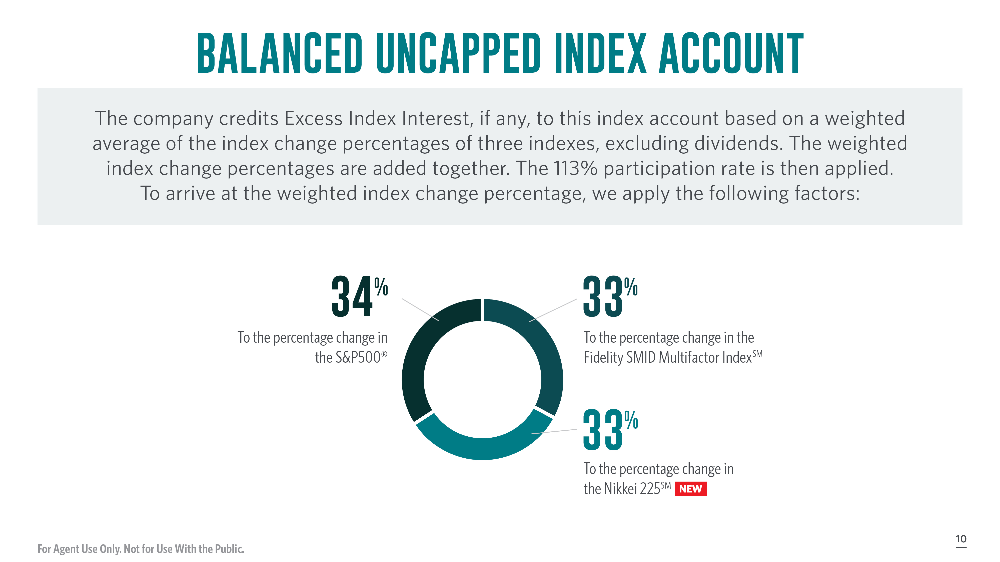 BALANCED UNCAPPED INDEX ACCOUNT
The company credits Excess Index Interest, if any, to this index account based on a weighted
average of the index change percentages of three indexes, excluding dividends. The weighted
index change percentages are added together. The 113% participation rate is then applied.
To arrive at the weighted index change percentage, we apply the following factors:
34%
To the percentage change in
the S&P500®
33%
To the percentage change in the
Fidelity SMID Multifactor Index℠
33%
To the percentage change in
the Nikkei 225℠ NEW
For Agent Use Only. Not for Use With the Public.
10